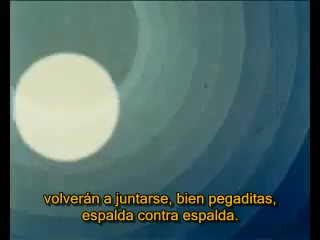 volverán a juntarse, bien pegaditas,
espalda contra espalda.